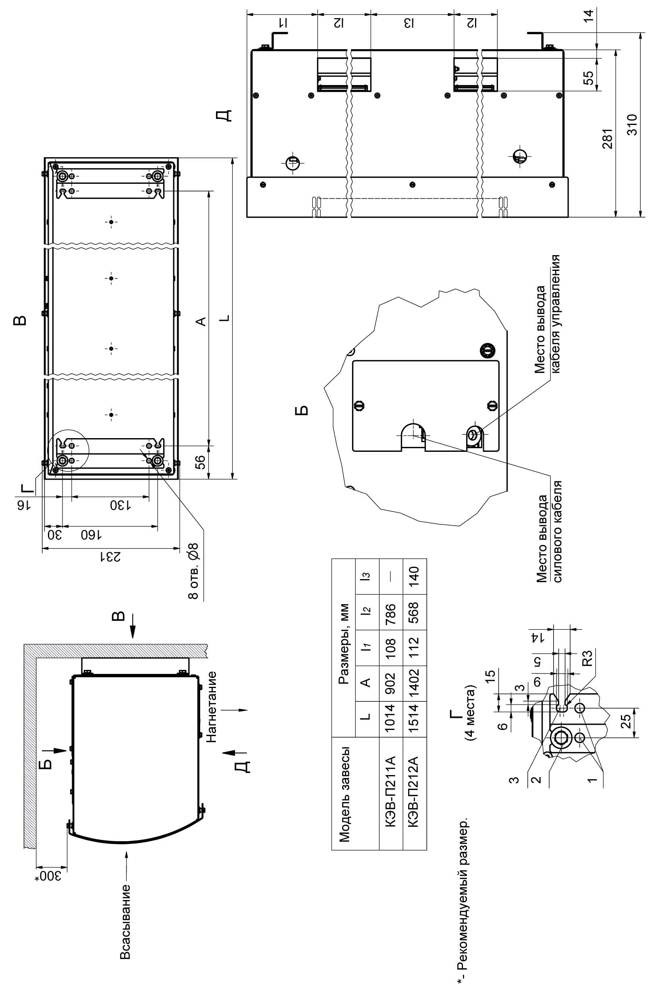 300*
Всасывание
Б
Нагнетание
Д
В
В
Г
16
30
130
160
231
8 отв. ⌀8
56
A
L
Д
l1
l2
l3
l2
14
55
281
310
Б
Место вывода
силового кабеля
Место вывода
кабеля управления
Модель завесы
Размеры, мм
L A l1 l2 l3
КЭВ-П211А 1014 902 108 786 —
КЭВ-П212А 1514 1402 112 568 140
Г
(4 места)
6
15
3
9
5
14
R3
25
3
2
1
*- Рекомендуемый размер.